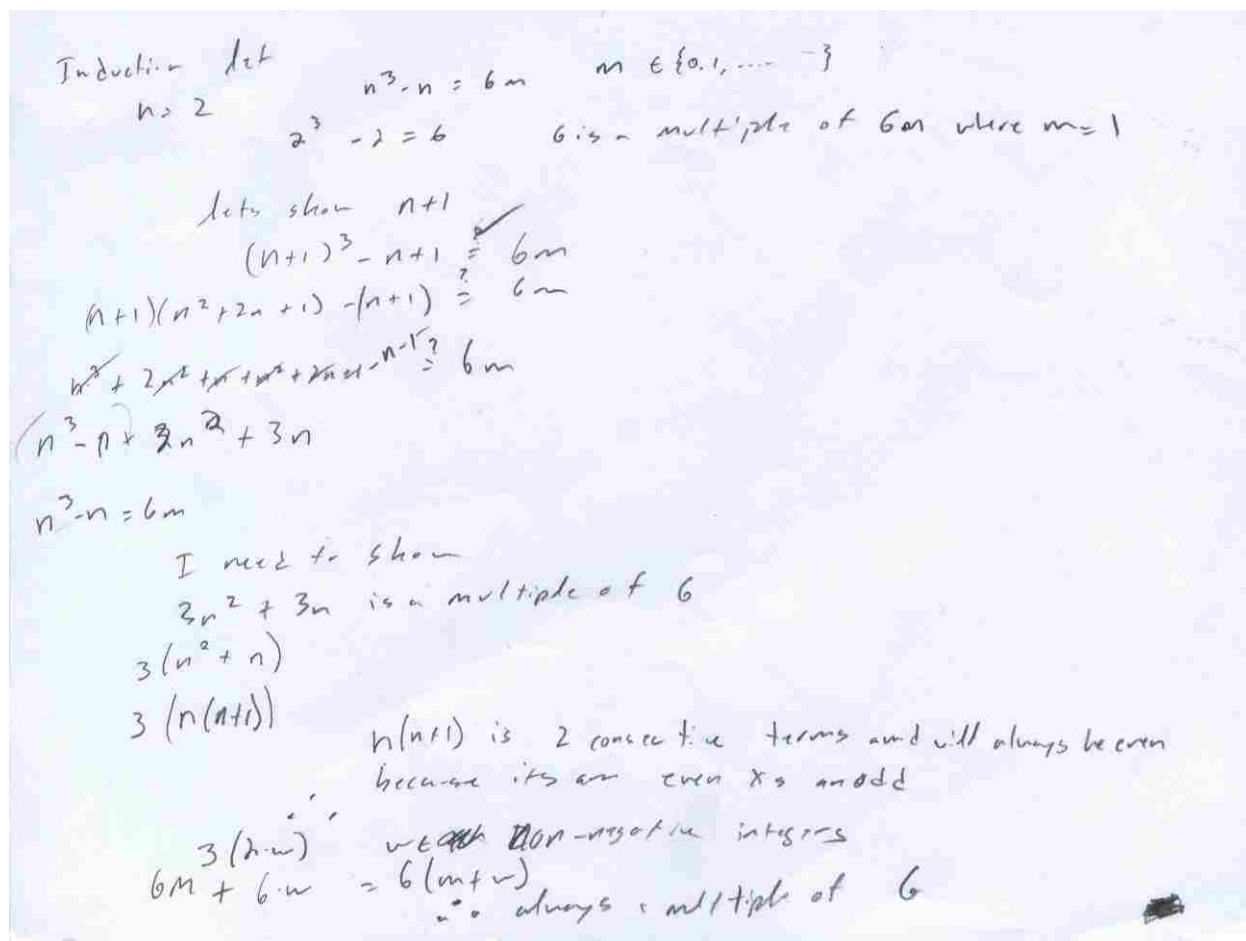 Induction let
n = 2 n³-n = 6m m ∈ {0,1,.... -}
2³ - 2 = 6 6 is a multiple of 6m where m=1
lets show n+1
(n+1)³ - n+1 ≟ 6m
(n+1)(n²+2n+1) -(n+1) ≟ 6m
n³ + 2n² + n + n² + 2n+1 - n-1 ≟ 6m
(n³-n) + 3n² + 3n
n³-n = 6m
I need to show
3n² + 3n is a multiple of 6
3(n² + n)
3(n(n+1))
n(n+1) is 2 consective terms and will always be even
because its an even xs an odd
∴
3(2·w) w ∈ non-negative integers
6m + 6·w = 6(m+w)
∴ always a multiple of 6